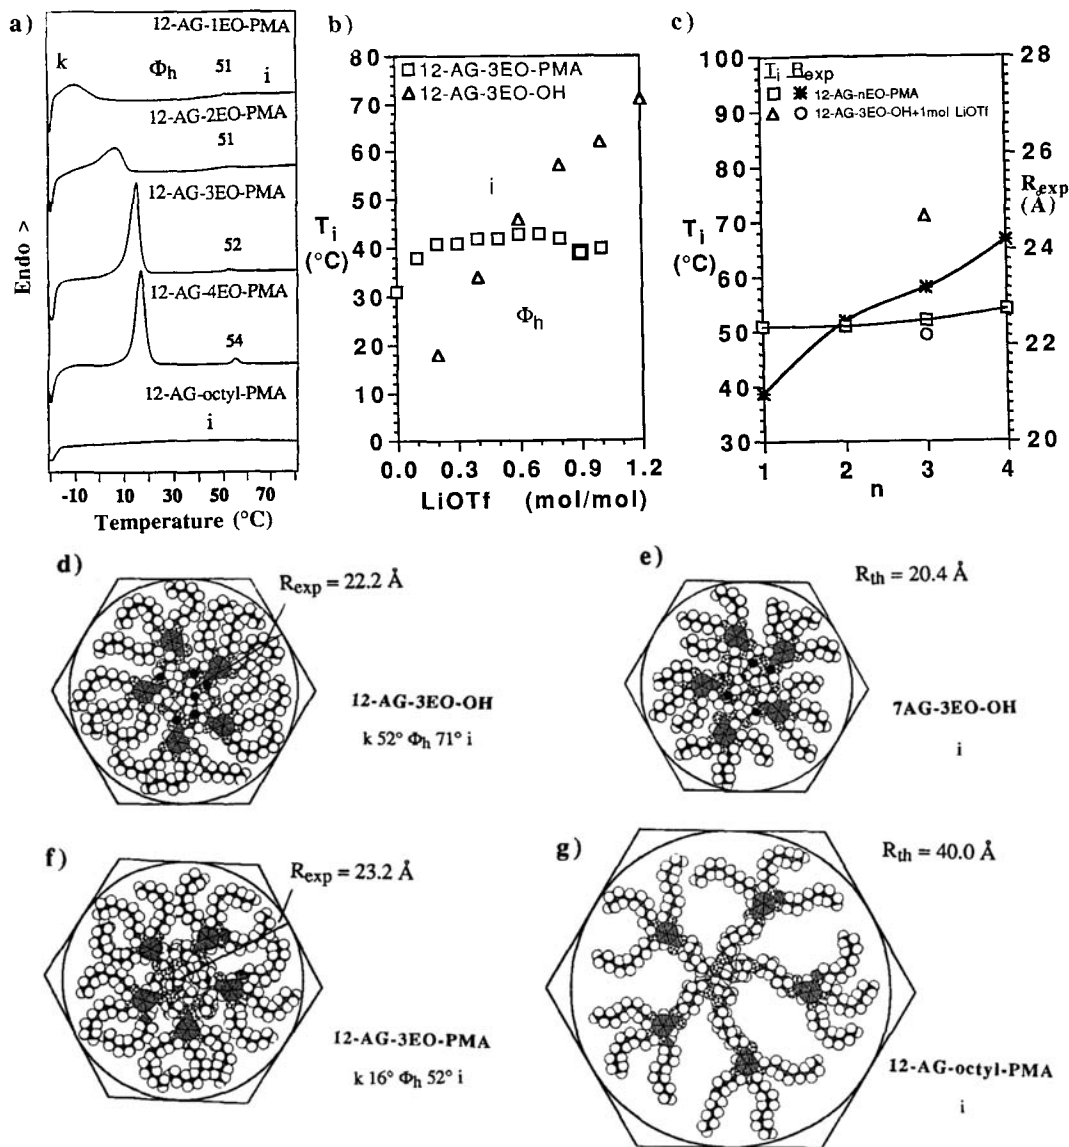 a)
12-AG-1EO-PMA
k
Φh 51 i
12-AG-2EO-PMA
51
12-AG-3EO-PMA
52
12-AG-4EO-PMA
54
12-AG-octyl-PMA
i
Endo >
-10 10 30 50 70
Temperature (°C)
b)
80
70
60
50
40
30
20
10
0
Ti
(°C)
12-AG-3EO-PMA
12-AG-3EO-OH
i
Φh
0.0 0.3 0.6 0.9 1.2
LiOTf (mol/mol)
c)
100
90
80
70
60
50
40
30
Ti
(°C)
Ti Rexp
12-AG-nEO-PMA
12-AG-3EO-OH+1mol LiOTf
28
26
24
22
20
Rexp
(Å)
1 2 3 4
n
d)
Rexp = 22.2 Å
12-AG-3EO-OH
k 52° Φh 71° i
e)
Rth = 20.4 Å
7AG-3EO-OH
i
f)
Rexp = 23.2 Å
12-AG-3EO-PMA
k 16° Φh 52° i
g)
Rth = 40.0 Å
12-AG-octyl-PMA
i